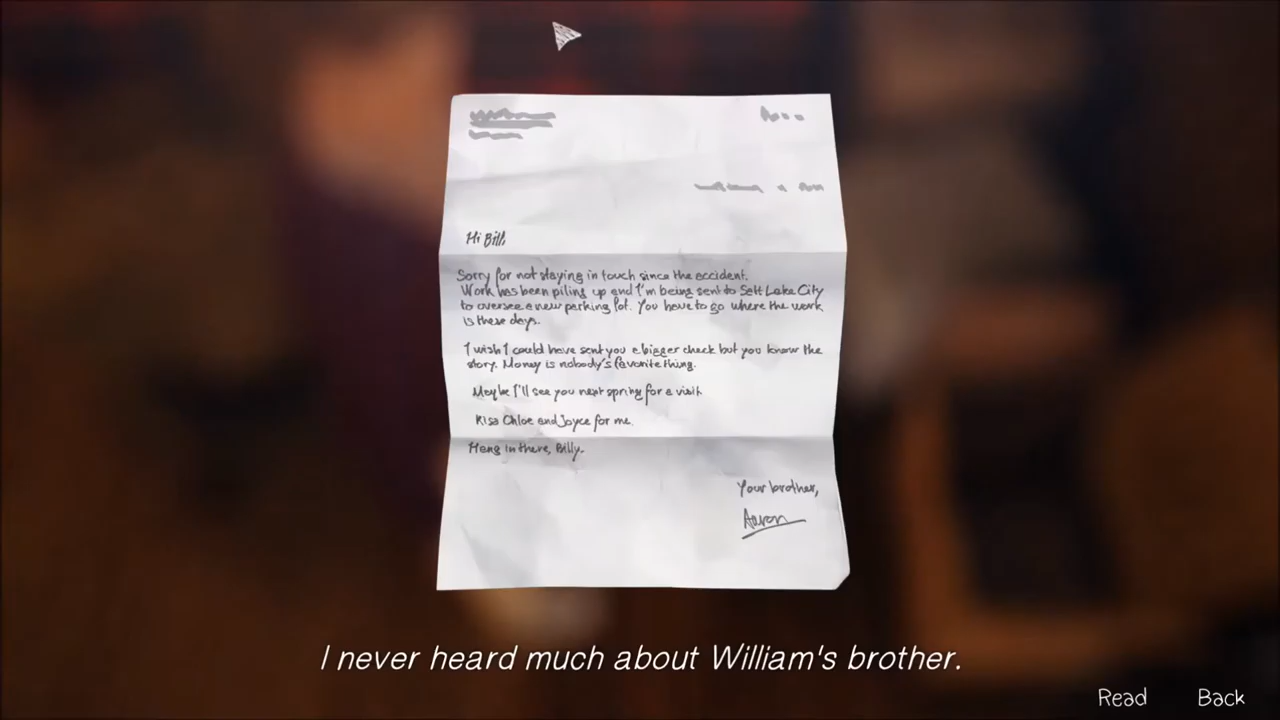 Hi Bill,
Sorry for not staying in touch since the accident.
Work has been piling up and I'm being sent to Salt Lake City
to oversee a new parking lot. You have to go where the work
is these days.
I wish I could have sent you a bigger check but you know the
story. Money is nobody's favorite thing.
Maybe I'll see you next spring for a visit.
Kiss Chloe and Joyce for me.
Hang in there, Billy.
Your brother,
Aaron
I never heard much about William's brother.
Read
Back